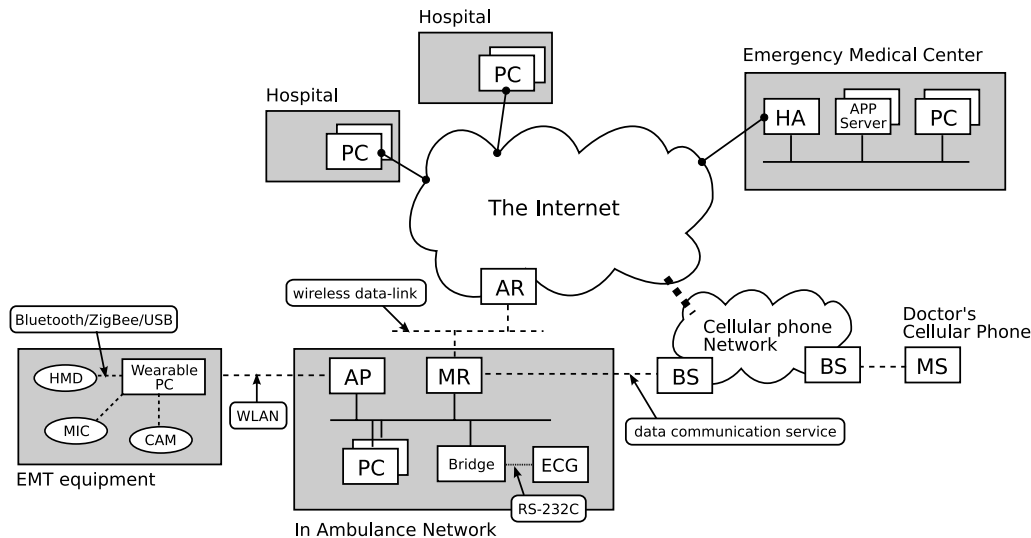 Hospital
PC
Hospital
PC
Emergency Medical Center
HA
APP
Server
PC
The Internet
AR
wireless data-link
Bluetooth/ZigBee/USB
Cellular phone
Network
Doctor's
Cellular Phone
BS
BS
MS
HMD
Wearable
PC
MIC
CAM
EMT equipment
WLAN
AP
MR
data communication service
PC
Bridge
ECG
RS-232C
In Ambulance Network